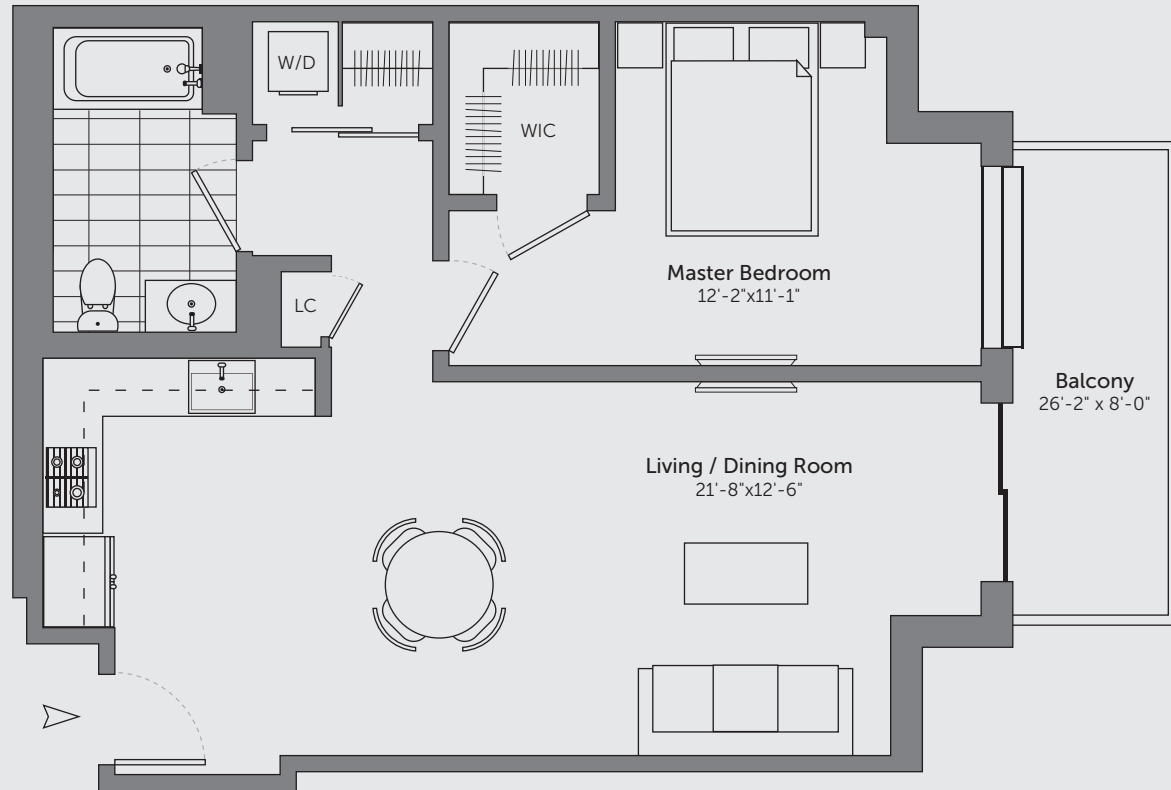 W/D
WIC
Master Bedroom
12'-2"x11'-1"
LC
Balcony
26'-2" x 8'-0"
Living / Dining Room
21'-8"x12'-6"